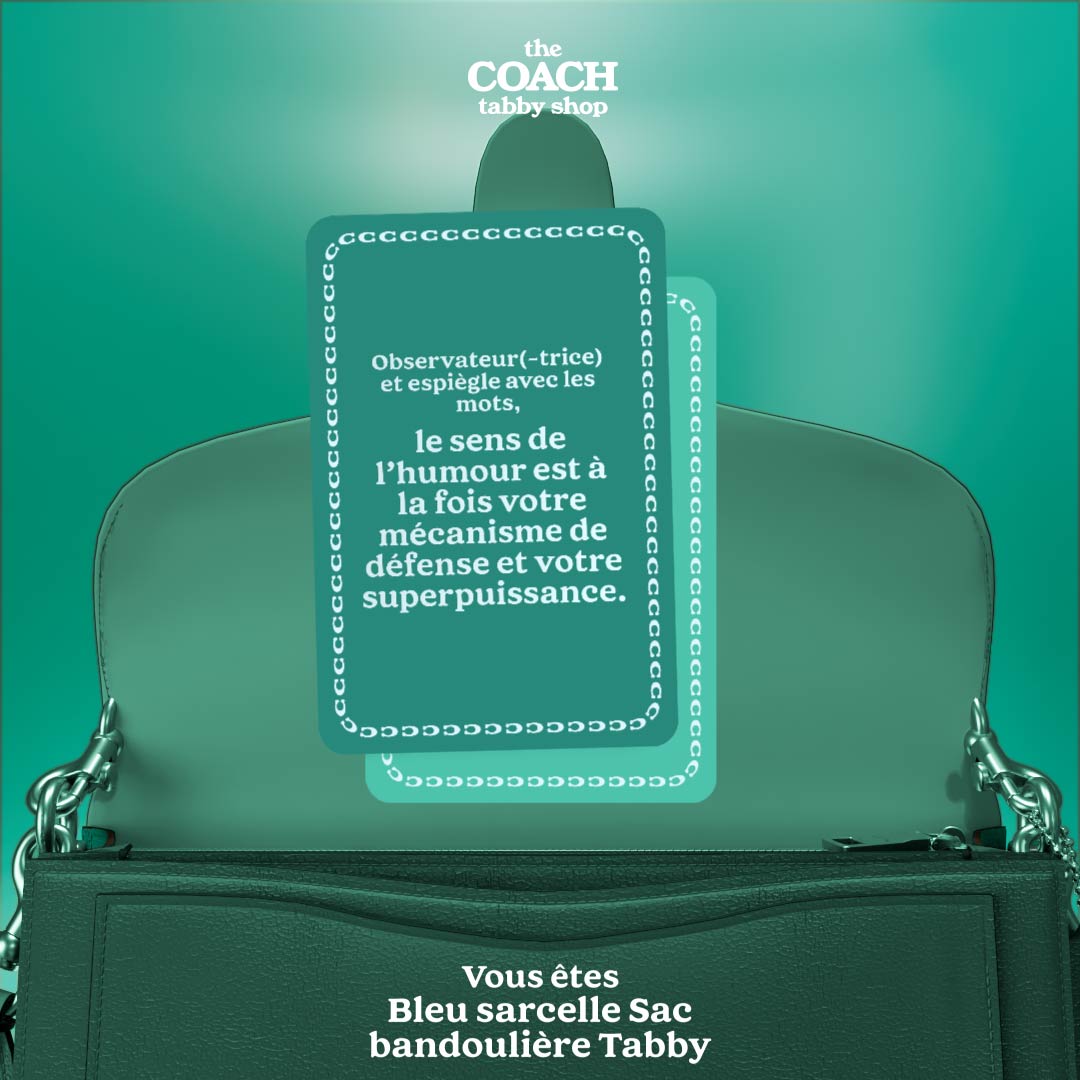 the
COACH
tabby shop
Observateur(-trice)
et espiègle avec les
mots,
le sens de
l'humour est à
la fois votre
mécanisme de
défense et votre
superpuissance.
Vous êtes
Bleu sarcelle Sac
bandoulière Tabby